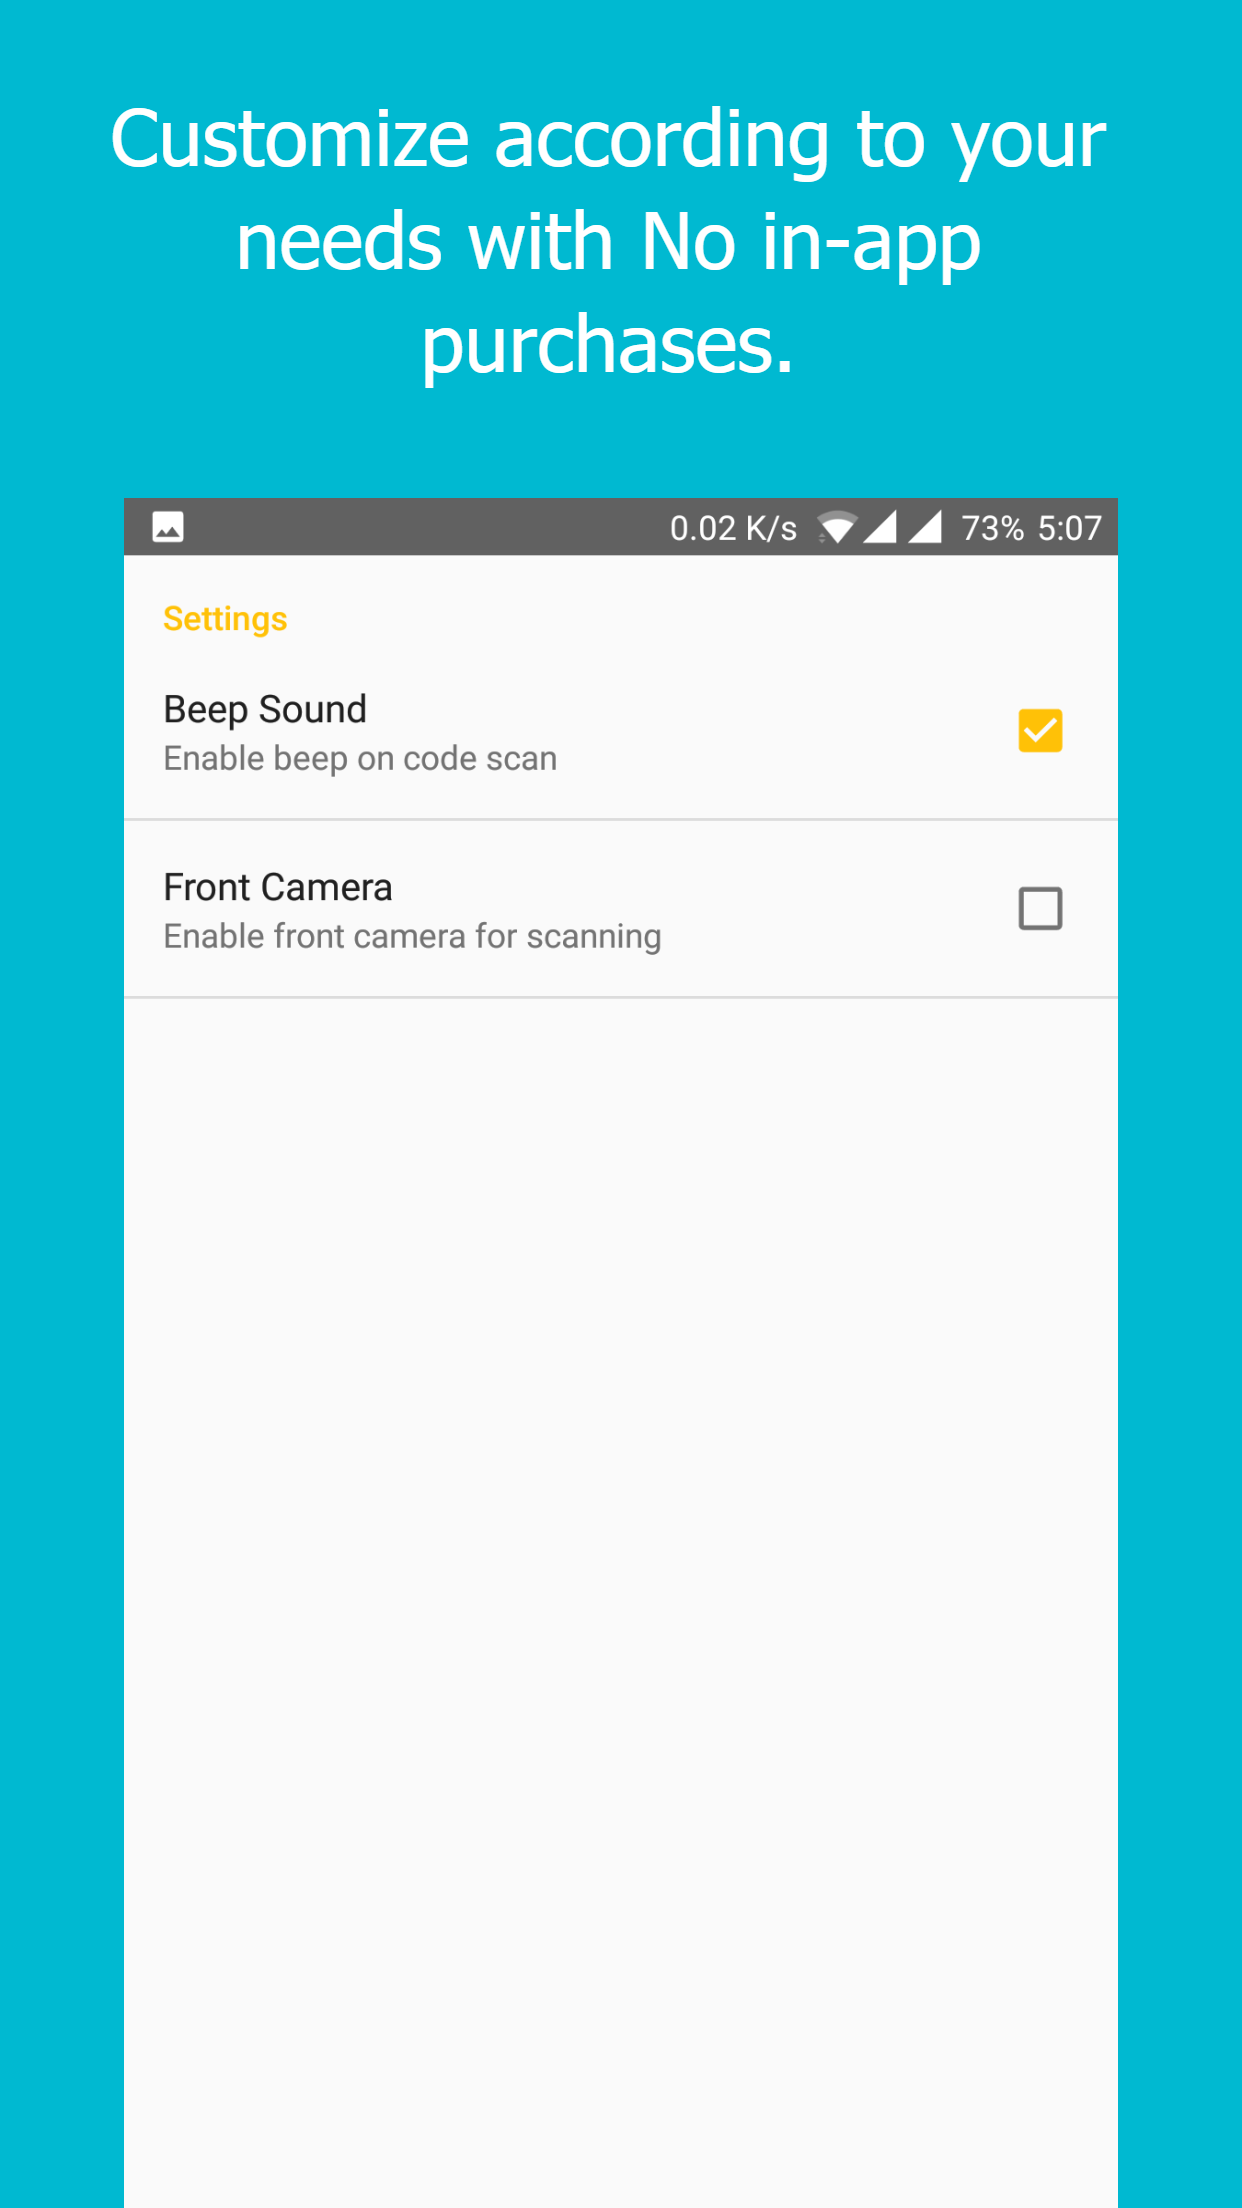 Customize according to your
needs with No in-app
purchases.
0.02 K/s 73% 5:07
Settings
Beep Sound
Enable beep on code scan
Front Camera
Enable front camera for scanning